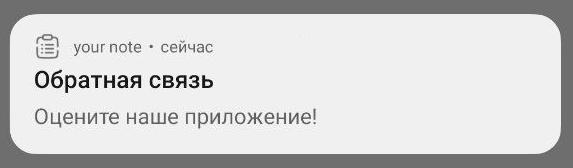 your note • сейчас
Обратная связь
Оцените наше приложение!